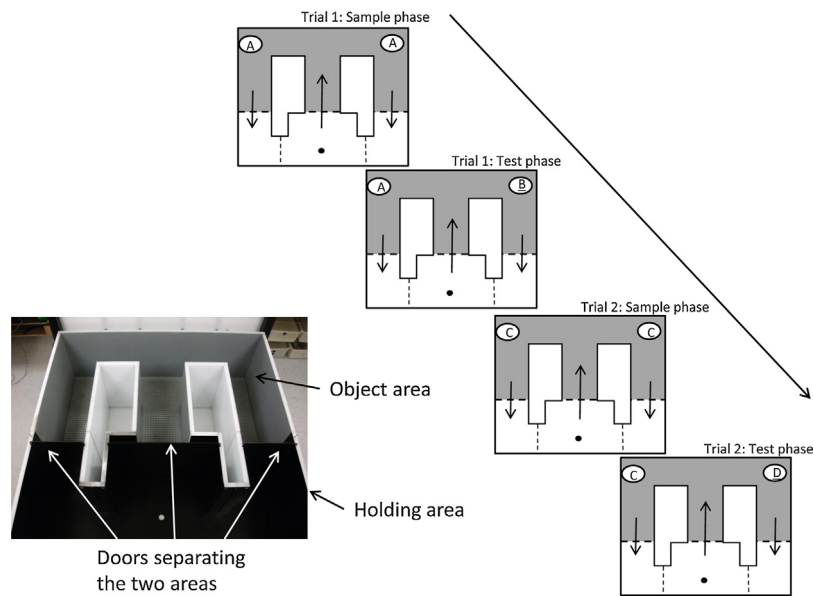 Trial 1: Sample phase
A A
Trial 1: Test phase
A B
Trial 2: Sample phase
C C
Object area
Trial 2: Test phase
C D
Holding area
Doors separating
the two areas